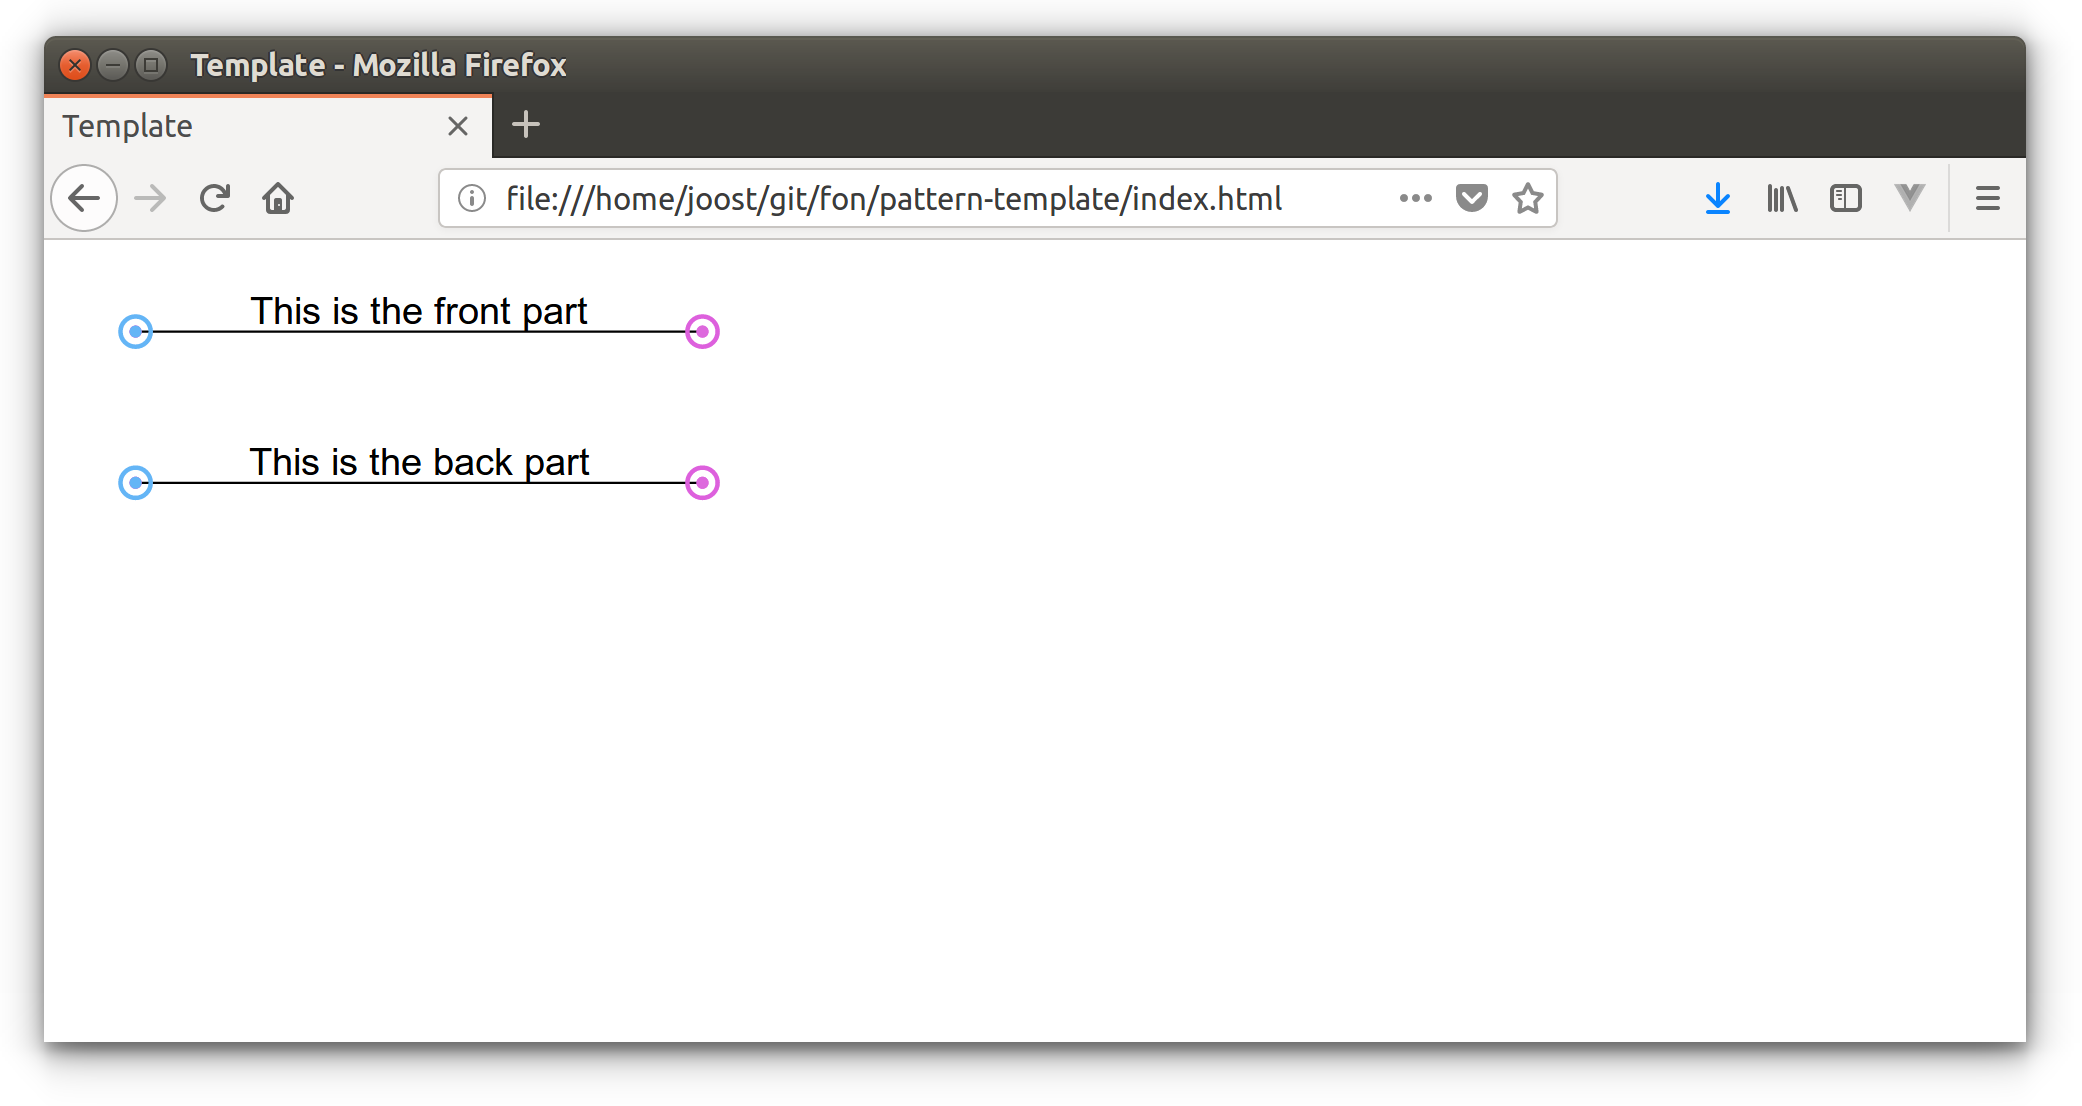 Template - Mozilla Firefox
Template
file:///home/joost/git/fon/pattern-template/index.html
This is the front part
This is the back part